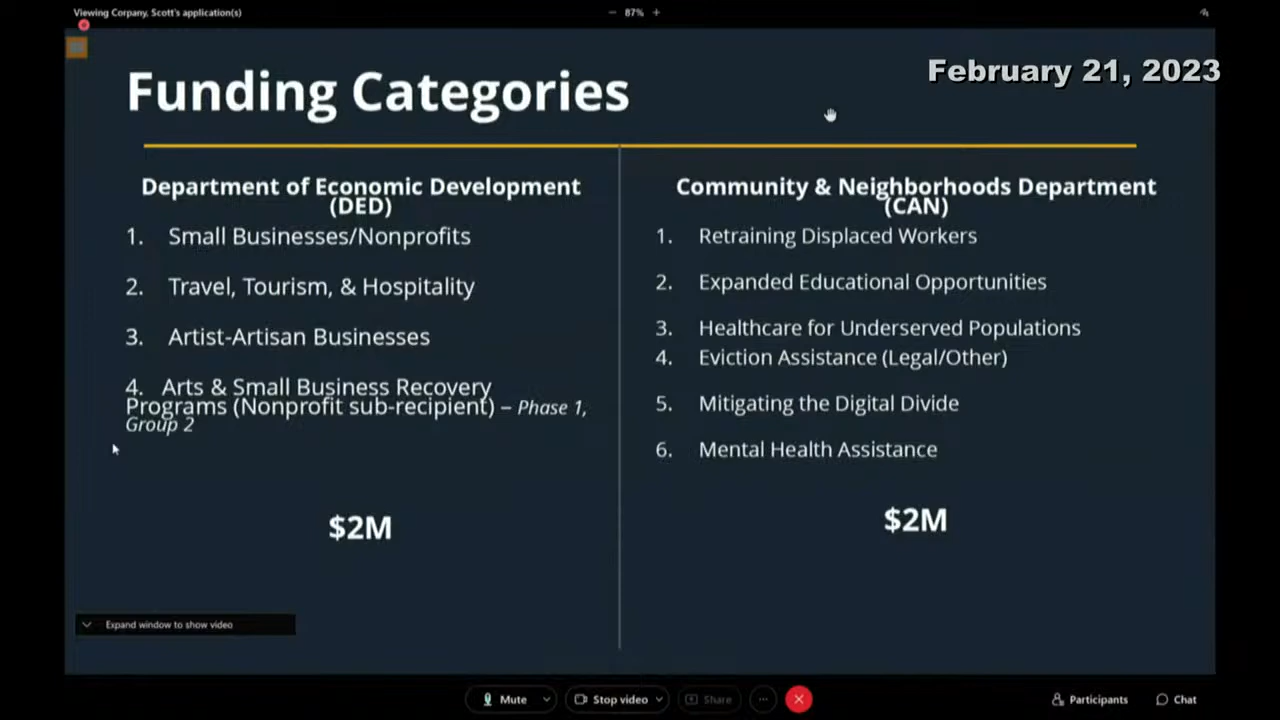 Viewing Corpany, Scott's application(s)
87%
February 21, 2023
Funding Categories
Department of Economic Development
(DED)
1. Small Businesses/Nonprofits
2. Travel, Tourism, & Hospitality
3. Artist-Artisan Businesses
4. Arts & Small Business Recovery
Programs (Nonprofit sub-recipient) – Phase 1,
Group 2
$2M
Community & Neighborhoods Department
(CAN)
1. Retraining Displaced Workers
2. Expanded Educational Opportunities
3. Healthcare for Underserved Populations
4. Eviction Assistance (Legal/Other)
5. Mitigating the Digital Divide
6. Mental Health Assistance
$2M
Expand window to show video
Mute
Stop video
Share
Participants
Chat